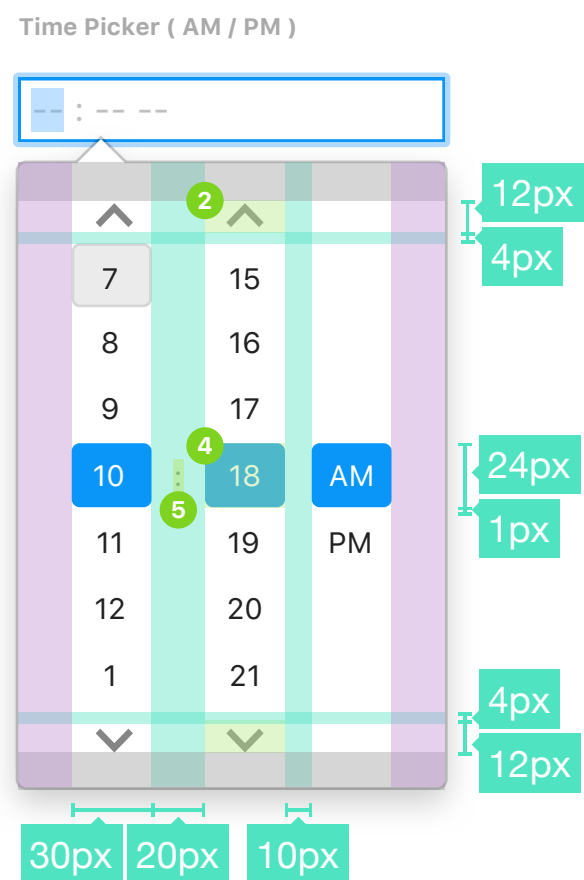 Time Picker ( AM / PM )
-- : -- --
2
12px
4px
7 15
8 16
9 17
4
10 : 18 AM
24px
5
1px
11 19 PM
12 20
1 21
4px
12px
30px 20px 10px